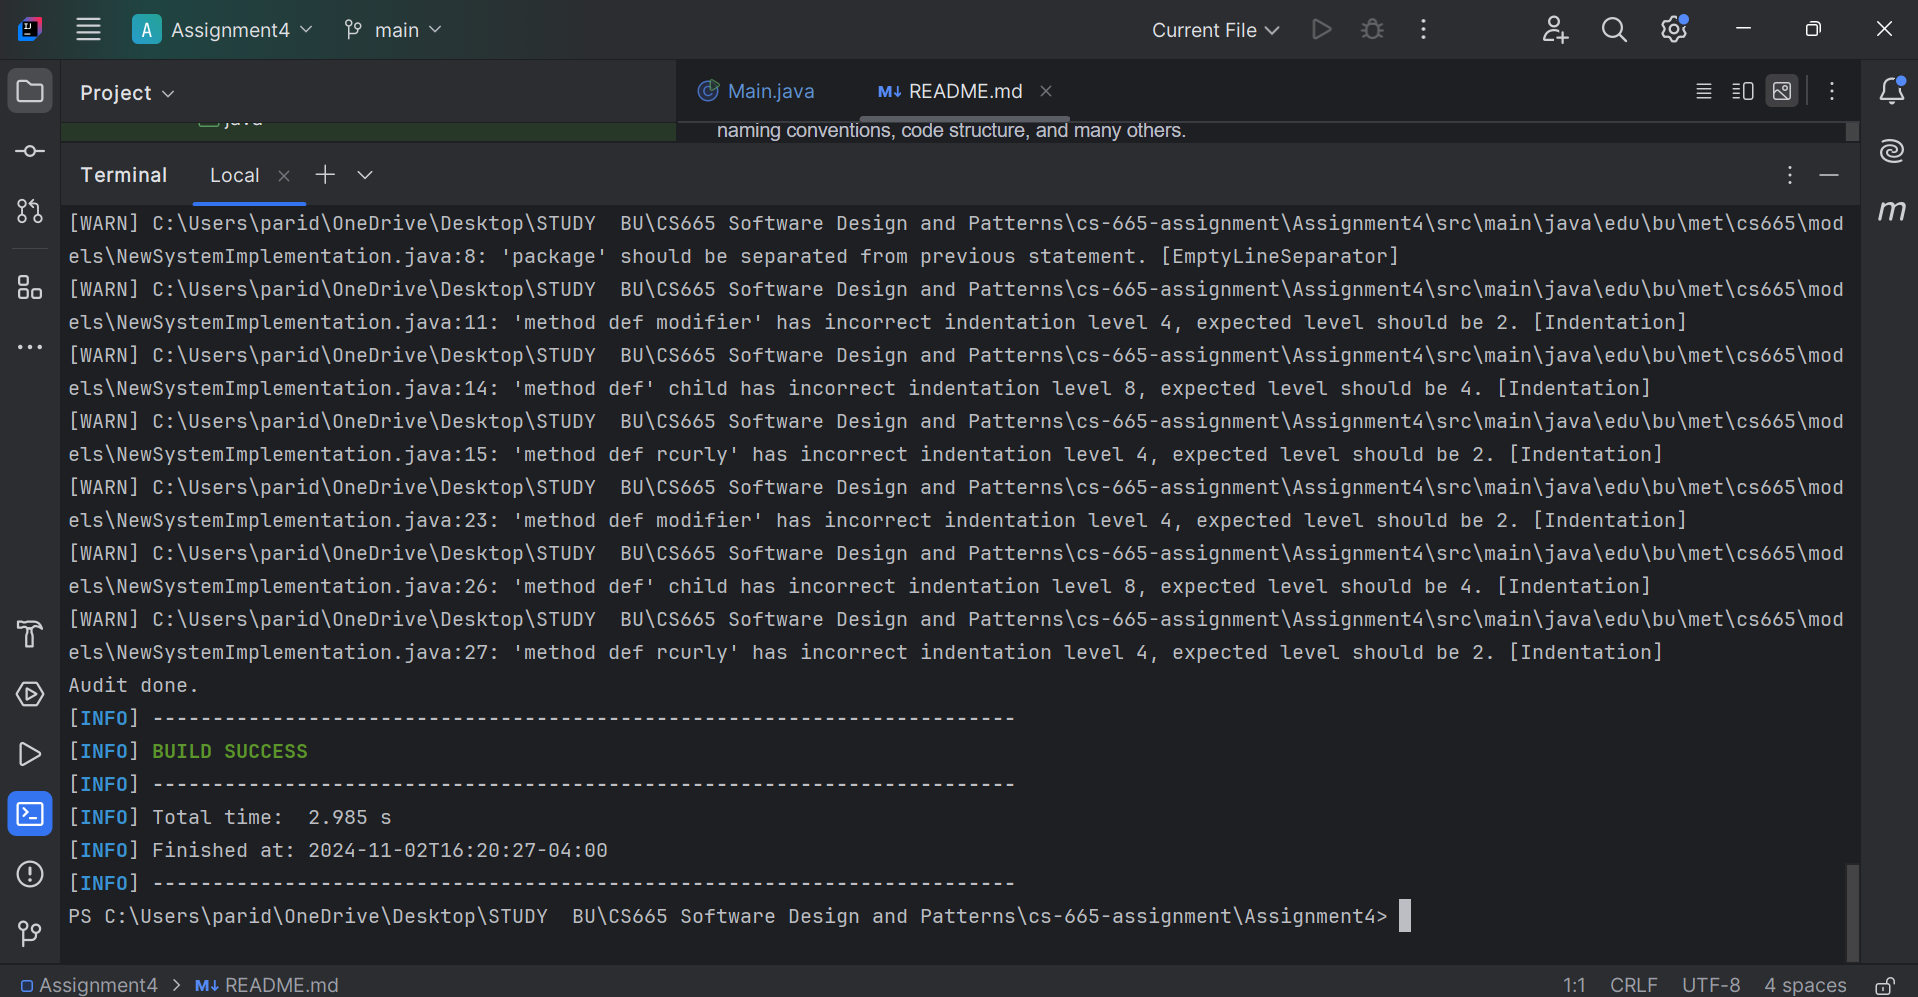 Assignment4
main
Current File
Project
Main.java
README.md
naming conventions, code structure, and many others.
Terminal
Local
[WARN] C:\Users\parid\OneDrive\Desktop\STUDY  BU\CS665 Software Design and Patterns\cs-665-assignment\Assignment4\src\main\java\edu\bu\met\cs665\mod
els\NewSystemImplementation.java:8: 'package' should be separated from previous statement. [EmptyLineSeparator]
[WARN] C:\Users\parid\OneDrive\Desktop\STUDY  BU\CS665 Software Design and Patterns\cs-665-assignment\Assignment4\src\main\java\edu\bu\met\cs665\mod
els\NewSystemImplementation.java:11: 'method def modifier' has incorrect indentation level 4, expected level should be 2. [Indentation]
[WARN] C:\Users\parid\OneDrive\Desktop\STUDY  BU\CS665 Software Design and Patterns\cs-665-assignment\Assignment4\src\main\java\edu\bu\met\cs665\mod
els\NewSystemImplementation.java:14: 'method def' child has incorrect indentation level 8, expected level should be 4. [Indentation]
[WARN] C:\Users\parid\OneDrive\Desktop\STUDY  BU\CS665 Software Design and Patterns\cs-665-assignment\Assignment4\src\main\java\edu\bu\met\cs665\mod
els\NewSystemImplementation.java:15: 'method def rcurly' has incorrect indentation level 4, expected level should be 2. [Indentation]
[WARN] C:\Users\parid\OneDrive\Desktop\STUDY  BU\CS665 Software Design and Patterns\cs-665-assignment\Assignment4\src\main\java\edu\bu\met\cs665\mod
els\NewSystemImplementation.java:23: 'method def modifier' has incorrect indentation level 4, expected level should be 2. [Indentation]
[WARN] C:\Users\parid\OneDrive\Desktop\STUDY  BU\CS665 Software Design and Patterns\cs-665-assignment\Assignment4\src\main\java\edu\bu\met\cs665\mod
els\NewSystemImplementation.java:26: 'method def' child has incorrect indentation level 8, expected level should be 4. [Indentation]
[WARN] C:\Users\parid\OneDrive\Desktop\STUDY  BU\CS665 Software Design and Patterns\cs-665-assignment\Assignment4\src\main\java\edu\bu\met\cs665\mod
els\NewSystemImplementation.java:27: 'method def rcurly' has incorrect indentation level 4, expected level should be 2. [Indentation]
Audit done.
[INFO] ------------------------------------------------------------------------
[INFO] BUILD SUCCESS
[INFO] ------------------------------------------------------------------------
[INFO] Total time:  2.985 s
[INFO] Finished at: 2024-11-02T16:20:27-04:00
[INFO] ------------------------------------------------------------------------
PS C:\Users\parid\OneDrive\Desktop\STUDY  BU\CS665 Software Design and Patterns\cs-665-assignment\Assignment4>
Assignment4 > M↓ README.md
1:1 CRLF UTF-8 4 spaces